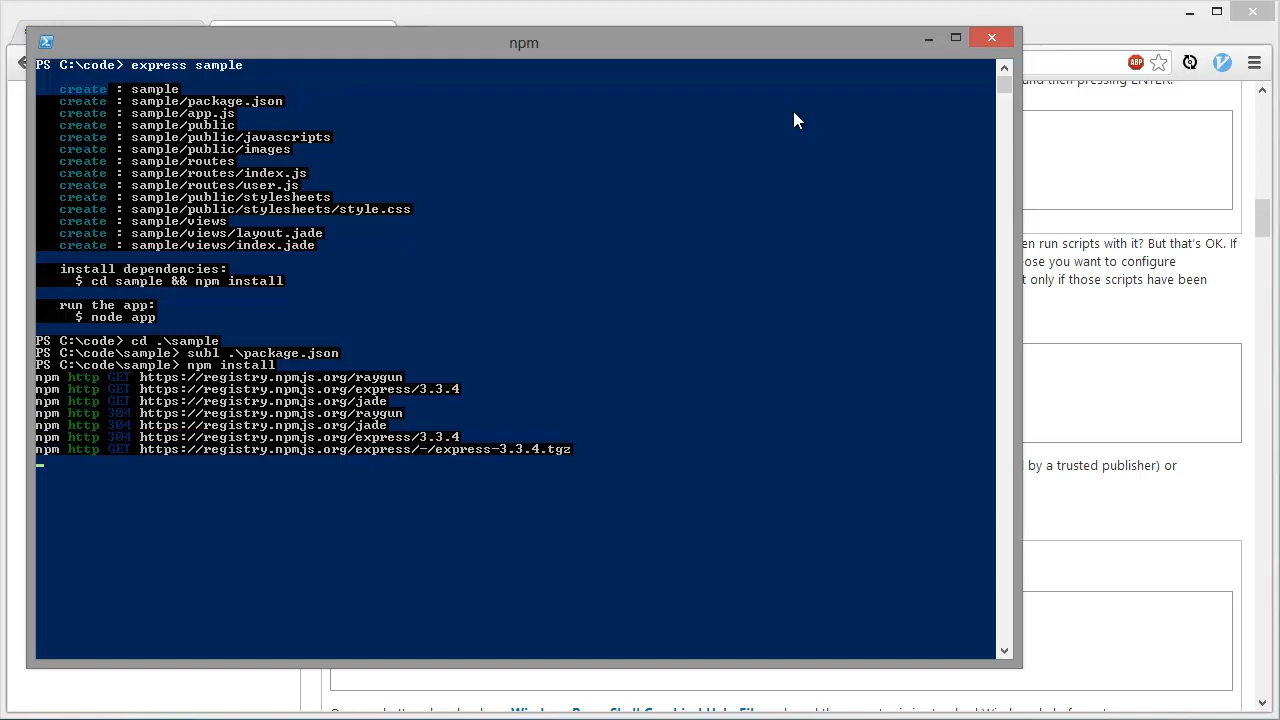 npm
PS C:\code> express sample
create : sample
create : sample/package.json
create : sample/app.js
create : sample/public
create : sample/public/javascripts
create : sample/public/images
create : sample/routes
create : sample/routes/index.js
create : sample/routes/user.js
create : sample/public/stylesheets
create : sample/public/stylesheets/style.css
create : sample/views
create : sample/views/layout.jade
create : sample/views/index.jade
install dependencies:
$ cd sample && npm install
run the app:
$ node app
PS C:\code> cd .\sample
PS C:\code\sample> subl .\package.json
PS C:\code\sample> npm install
npm http GET https://registry.npmjs.org/raygun
npm http GET https://registry.npmjs.org/express/3.3.4
npm http GET https://registry.npmjs.org/jade
npm http 304 https://registry.npmjs.org/raygun
npm http 304 https://registry.npmjs.org/jade
npm http 304 https://registry.npmjs.org/express/3.3.4
npm http GET https://registry.npmjs.org/express/-/express-3.3.4.tgz
ABP
and then pressing ENTER.
en run scripts with it? But that's OK. If
ose you want to configure
t only if those scripts have been
d by a trusted publisher) or